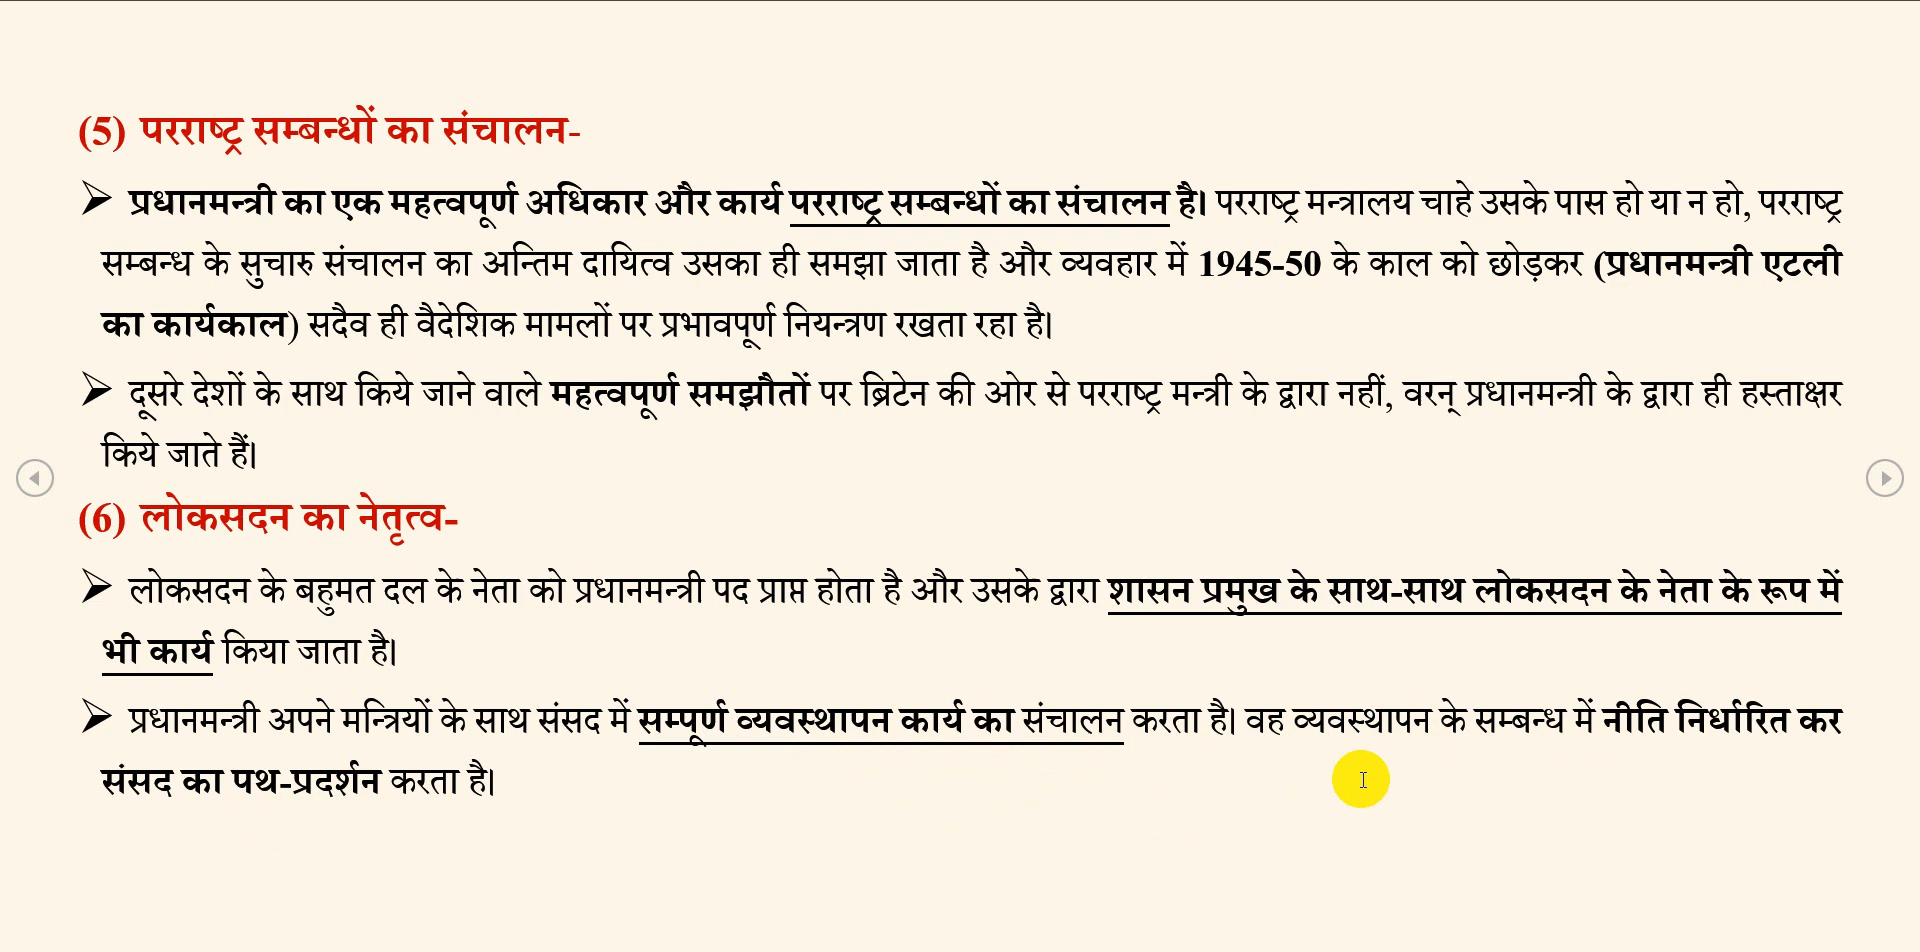 (5) परराष्ट्र सम्बन्धों का संचालन-
➢ प्रधानमन्त्री का एक महत्वपूर्ण अधिकार और कार्य परराष्ट्र सम्बन्धों का संचालन है। परराष्ट्र मन्त्रालय चाहे उसके पास हो या न हो, परराष्ट्र
सम्बन्ध के सुचारु संचालन का अन्तिम दायित्व उसका ही समझा जाता है और व्यवहार में 1945-50 के काल को छोड़कर (प्रधानमन्त्री एटली
का कार्यकाल) सदैव ही वैदेशिक मामलों पर प्रभावपूर्ण नियन्त्रण रखता रहा है।
➢ दूसरे देशों के साथ किये जाने वाले महत्वपूर्ण समझौतों पर ब्रिटेन की ओर से परराष्ट्र मन्त्री के द्वारा नहीं, वरन् प्रधानमन्त्री के द्वारा ही हस्ताक्षर
किये जाते हैं।
(6) लोकसदन का नेतृत्व-
➢ लोकसदन के बहुमत दल के नेता को प्रधानमन्त्री पद प्राप्त होता है और उसके द्वारा शासन प्रमुख के साथ-साथ लोकसदन के नेता के रूप में
भी कार्य किया जाता है।
➢ प्रधानमन्त्री अपने मन्त्रियों के साथ संसद में सम्पूर्ण व्यवस्थापन कार्य का संचालन करता है। वह व्यवस्थापन के सम्बन्ध में नीति निर्धारित कर
संसद का पथ-प्रदर्शन करता है।